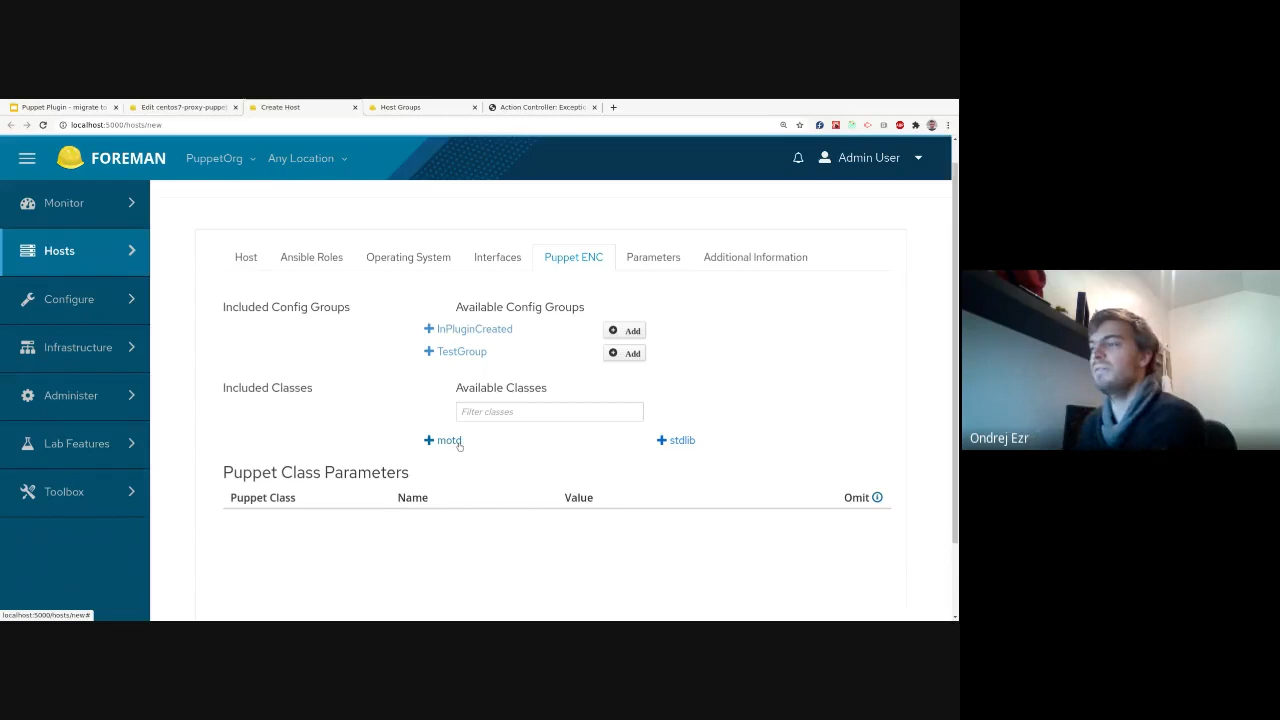 Puppet Plugin - migrate to
Edit centos7-proxy-puppet
Create Host
Host Groups
Action Controller: Exceptio
localhost:5000/hosts/new
FOREMAN
PuppetOrg
Any Location
Admin User
Monitor
Hosts
Configure
Infrastructure
Administer
Lab Features
Toolbox
Host
Ansible Roles
Operating System
Interfaces
Puppet ENC
Parameters
Additional Information
Included Config Groups
Available Config Groups
InPluginCreated
Add
TestGroup
Add
Included Classes
Available Classes
Filter classes
motd
stdlib
Puppet Class Parameters
Puppet Class
Name
Value
Omit
localhost:5000/hosts/new#
Ondrej Ezr